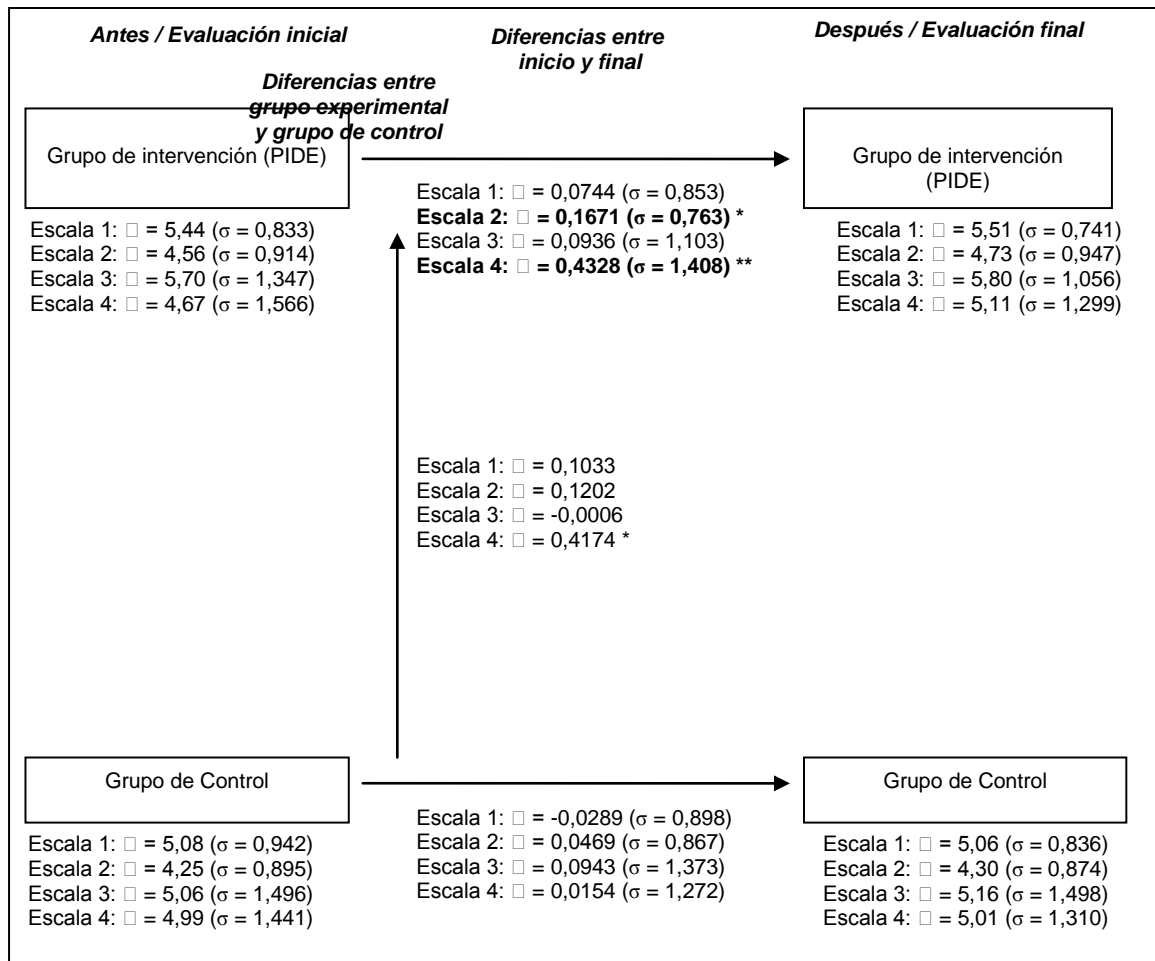 Antes / Evaluación inicial
Diferencias entre
inicio y final
Después / Evaluación final
Diferencias entre
grupo experimental
y grupo de control
Grupo de intervención (PIDE)
Escala 1: □ = 5,44 (σ = 0,833)
Escala 2: □ = 4,56 (σ = 0,914)
Escala 3: □ = 5,70 (σ = 1,347)
Escala 4: □ = 4,67 (σ = 1,566)
Escala 1: □ = 0,0744 (σ = 0,853)
Escala 2: □ = 0,1671 (σ = 0,763) *
Escala 3: □ = 0,0936 (σ = 1,103)
Escala 4: □ = 0,4328 (σ = 1,408) **
Grupo de intervención
(PIDE)
Escala 1: □ = 5,51 (σ = 0,741)
Escala 2: □ = 4,73 (σ = 0,947)
Escala 3: □ = 5,80 (σ = 1,056)
Escala 4: □ = 5,11 (σ = 1,299)
Escala 1: □ = 0,1033
Escala 2: □ = 0,1202
Escala 3: □ = -0,0006
Escala 4: □ = 0,4174 *
Grupo de Control
Escala 1: □ = 5,08 (σ = 0,942)
Escala 2: □ = 4,25 (σ = 0,895)
Escala 3: □ = 5,06 (σ = 1,496)
Escala 4: □ = 4,99 (σ = 1,441)
Escala 1: □ = -0,0289 (σ = 0,898)
Escala 2: □ = 0,0469 (σ = 0,867)
Escala 3: □ = 0,0943 (σ = 1,373)
Escala 4: □ = 0,0154 (σ = 1,272)
Grupo de Control
Escala 1: □ = 5,06 (σ = 0,836)
Escala 2: □ = 4,30 (σ = 0,874)
Escala 3: □ = 5,16 (σ = 1,498)
Escala 4: □ = 5,01 (σ = 1,310)